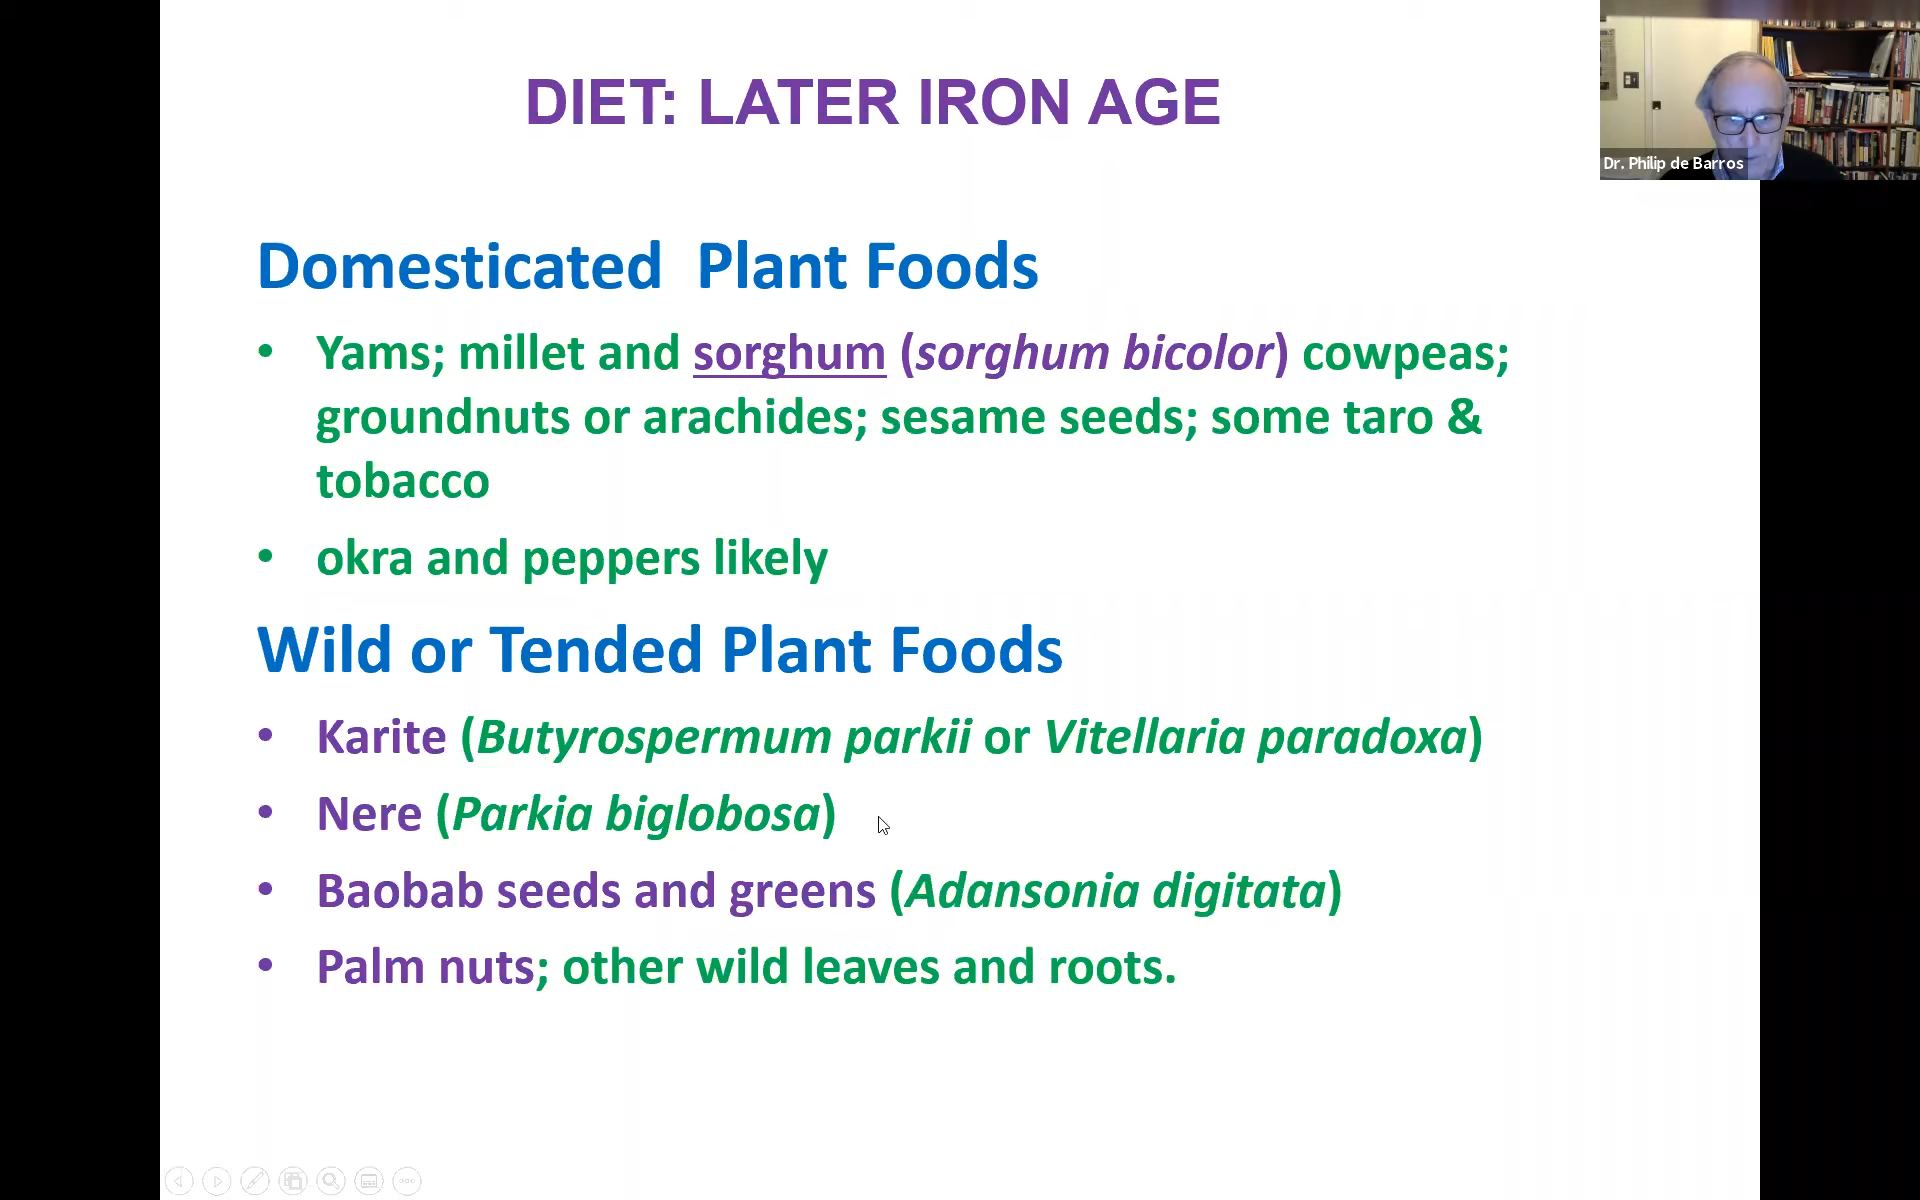 DIET: LATER IRON AGE
Dr. Philip de Barros
Domesticated  Plant Foods
• Yams; millet and sorghum (sorghum bicolor) cowpeas;
groundnuts or arachides; sesame seeds; some taro &
tobacco
• okra and peppers likely
Wild or Tended Plant Foods
• Karite (Butyrospermum parkii or Vitellaria paradoxa)
• Nere (Parkia biglobosa)
• Baobab seeds and greens (Adansonia digitata)
• Palm nuts; other wild leaves and roots.